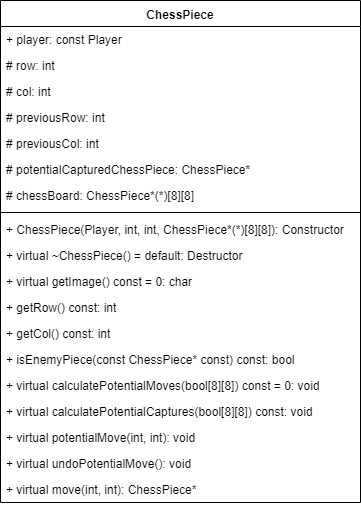 ChessPiece
+ player: const Player
# row: int
# col: int
# previousRow: int
# previousCol: int
# potentialCapturedChessPiece: ChessPiece*
# chessBoard: ChessPiece*(*)[8][8]
+ ChessPiece(Player, int, int, ChessPiece*(*)[8][8]): Constructor
+ virtual ~ChessPiece() = default: Destructor
+ virtual getImage() const = 0: char
+ getRow() const: int
+ getCol() const: int
+ isEnemyPiece(const ChessPiece* const) const: bool
+ virtual calculatePotentialMoves(bool[8][8]) const = 0: void
+ virtual calculatePotentialCaptures(bool[8][8]) const: void
+ virtual potentialMove(int, int): void
+ virtual undoPotentialMove(): void
+ virtual move(int, int): ChessPiece*